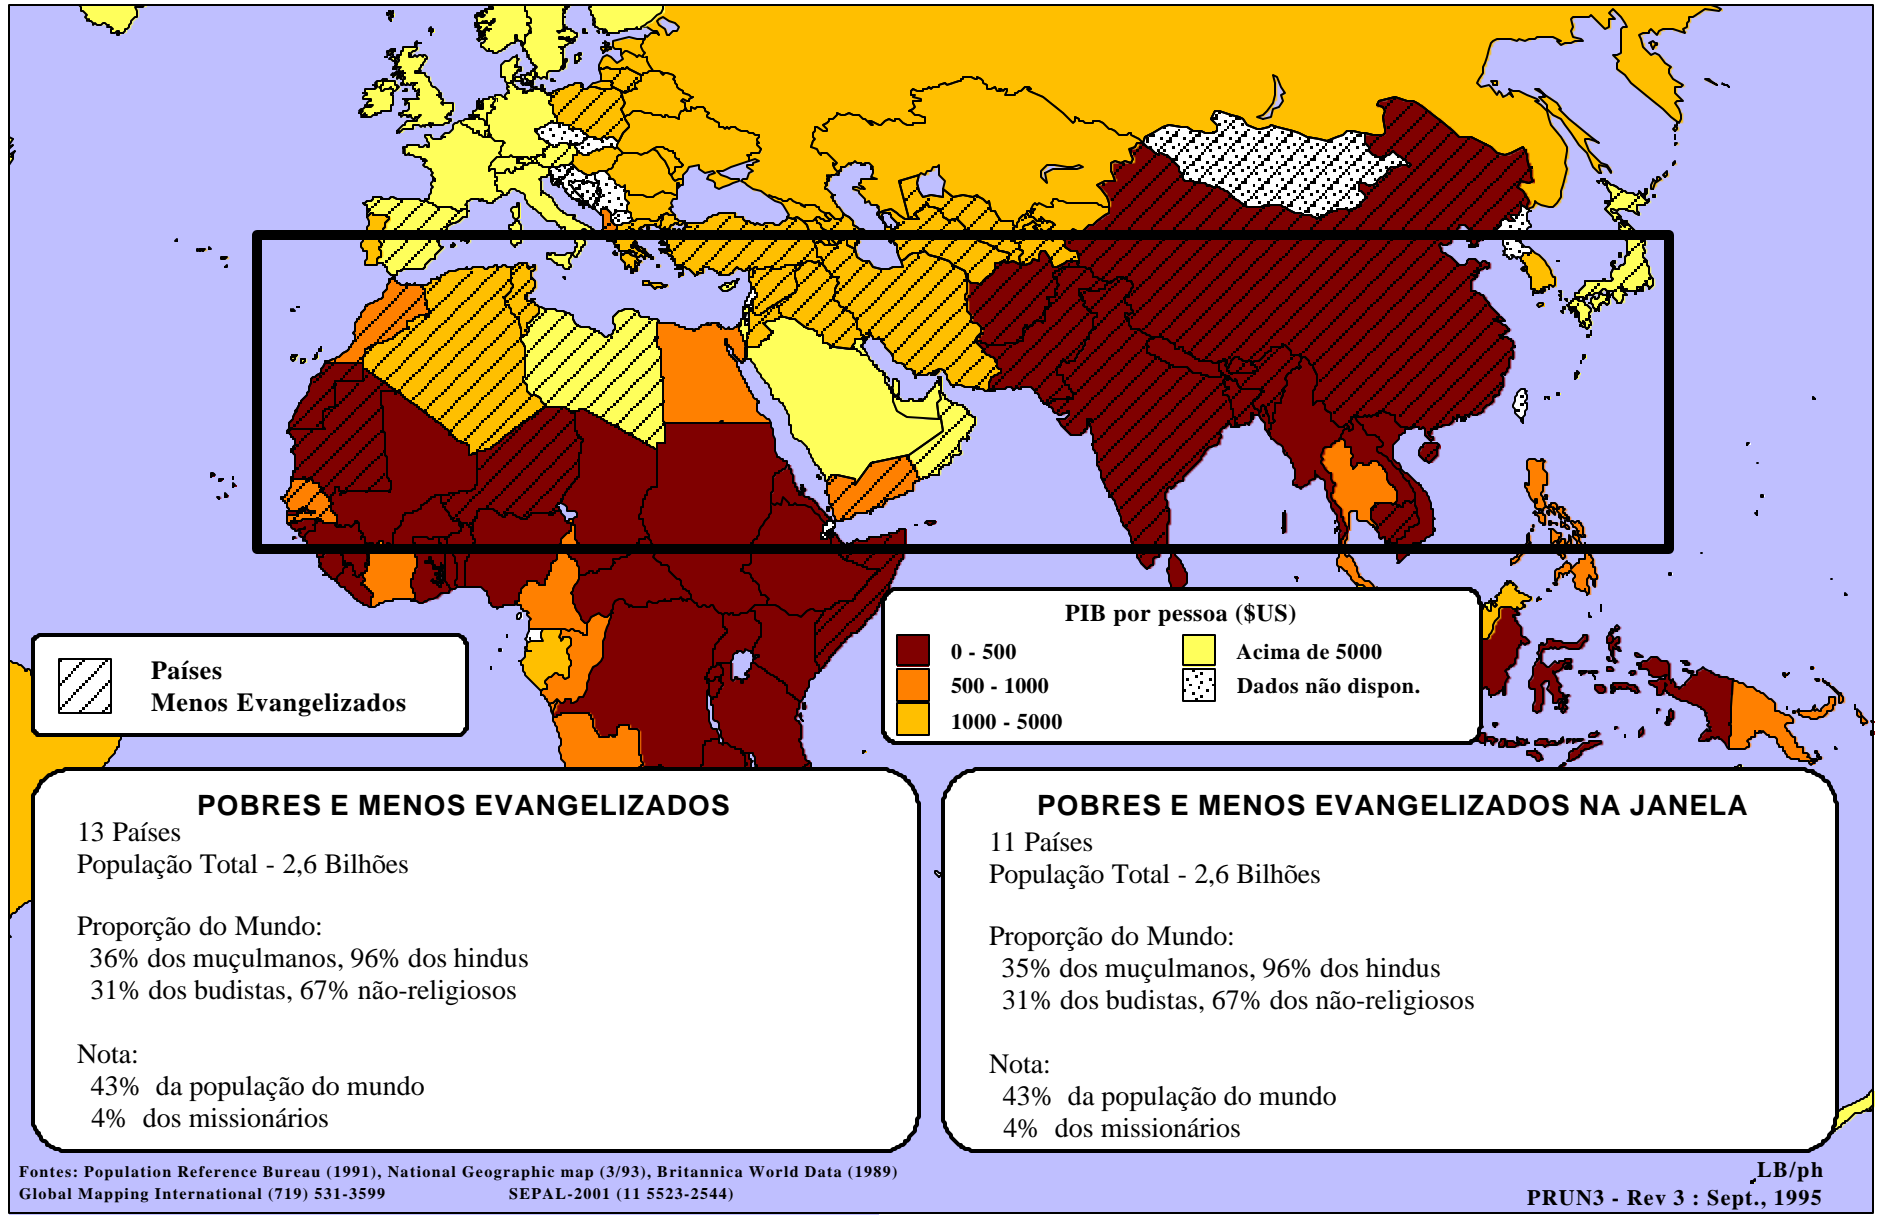 PIB por pessoa ($US)
0 - 500
500 - 1000
1000 - 5000
Acima de 5000
Dados não dispon.
Países
Menos Evangelizados
POBRES E MENOS EVANGELIZADOS
13 Países
População Total - 2,6 Bilhões
Proporção do Mundo:
36% dos muçulmanos, 96% dos hindus
31% dos budistas, 67% não-religiosos
Nota:
43% da população do mundo
4% dos missionários
POBRES E MENOS EVANGELIZADOS NA JANELA
11 Países
População Total - 2,6 Bilhões
Proporção do Mundo:
35% dos muçulmanos, 96% dos hindus
31% dos budistas, 67% dos não-religiosos
Nota:
43% da população do mundo
4% dos missionários
Fontes: Population Reference Bureau (1991), National Geographic map (3/93), Britannica World Data (1989)
Global Mapping International (719) 531-3599 SEPAL-2001 (11 5523-2544)
LB/ph
PRUN3 - Rev 3 : Sept., 1995